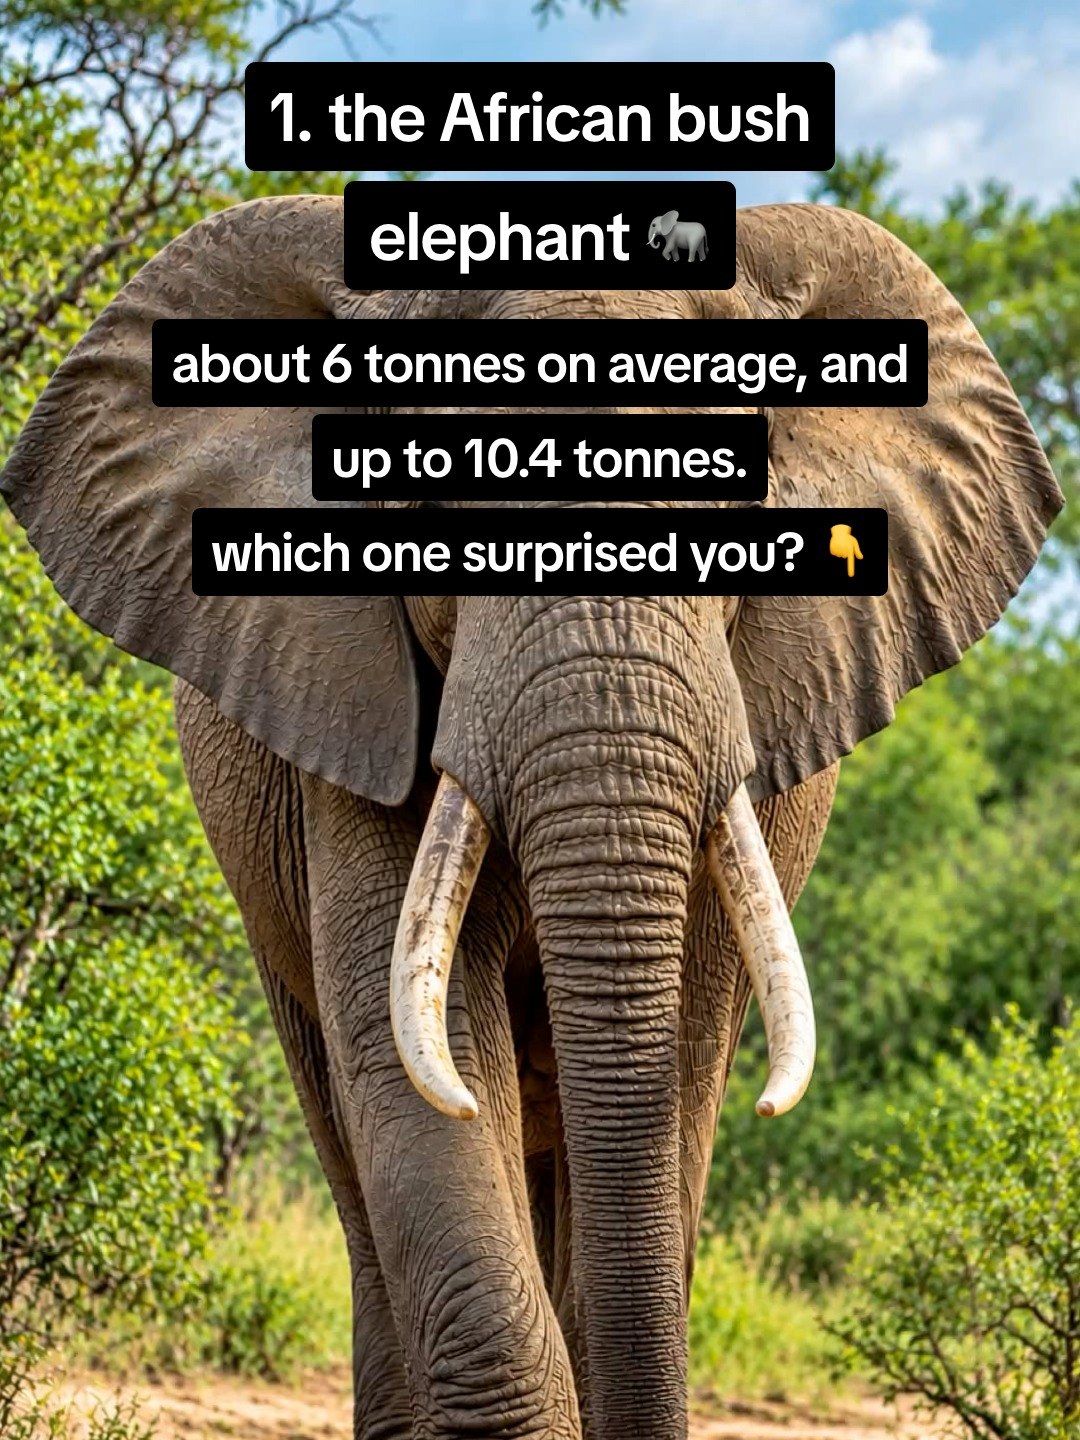 1. the African bush
elephant 🐘
about 6 tonnes on average, and
up to 10.4 tonnes.
which one surprised you? 👇